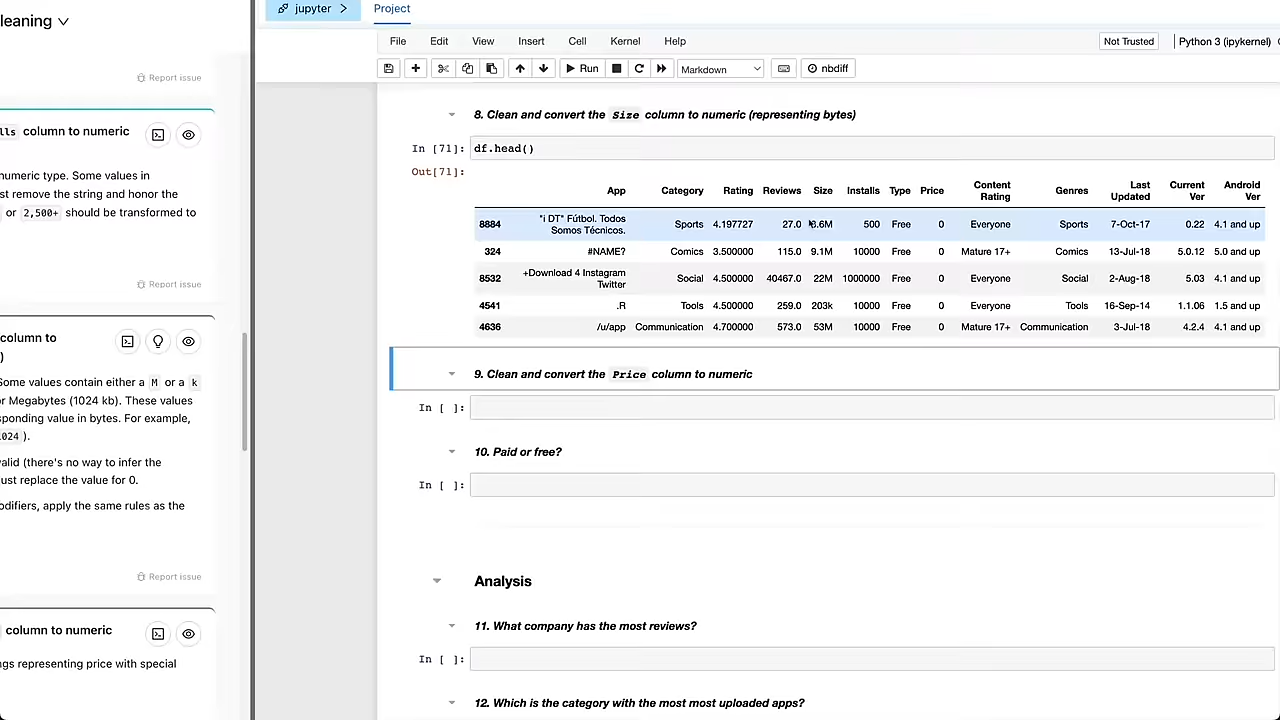 leaning
Report issue
lls column to numeric
numeric type. Some values in
st remove the string and honor the
or 2,500+ should be transformed to
Report issue
column to
)
Some values contain either a M or a k
or Megabytes (1024 kb). These values
sponding value in bytes. For example,
1024 ).
valid (there's no way to infer the
ust replace the value for 0.
odifiers, apply the same rules as the
Report issue
column to numeric
ngs representing price with special
jupyter Project
File Edit View Insert Cell Kernel Help Not Trusted Python 3 (ipykernel)
Run Markdown nbdiff
8. Clean and convert the Size column to numeric (representing bytes)
In [71]: df.head()
Out[71]:
App Category Rating Reviews Size Installs Type Price Content Rating Genres Last Updated Current Ver Android Ver
8884 "i DT" Fútbol. Todos Somos Técnicos. Sports 4.197727 27.0 3.6M 500 Free 0 Everyone Sports 7-Oct-17 0.22 4.1 and up
324 #NAME? Comics 3.500000 115.0 9.1M 10000 Free 0 Mature 17+ Comics 13-Jul-18 5.0.12 5.0 and up
8532 +Download 4 Instagram Twitter Social 4.500000 40467.0 22M 1000000 Free 0 Everyone Social 2-Aug-18 5.03 4.1 and up
4541 .R Tools 4.500000 259.0 203k 10000 Free 0 Everyone Tools 16-Sep-14 1.1.06 1.5 and up
4636 /u/app Communication 4.700000 573.0 53M 10000 Free 0 Mature 17+ Communication 3-Jul-18 4.2.4 4.1 and up
9. Clean and convert the Price column to numeric
In [ ]:
10. Paid or free?
In [ ]:
Analysis
11. What company has the most reviews?
In [ ]:
12. Which is the category with the most most uploaded apps?